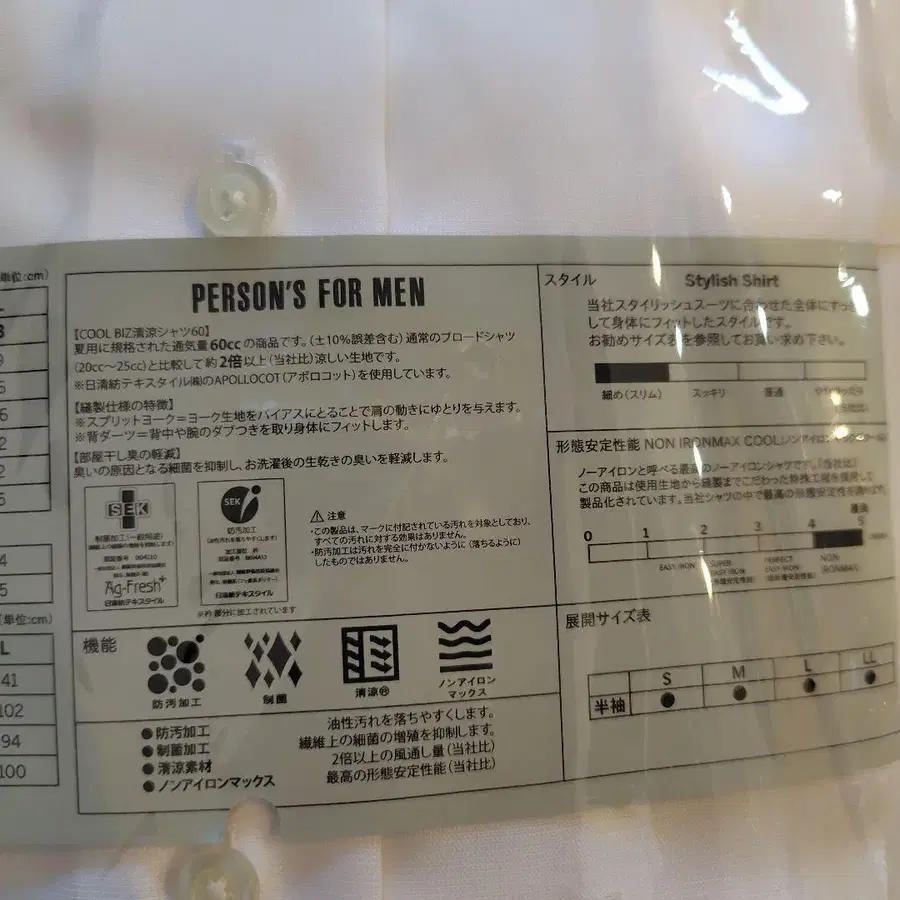 単位:cm)
PERSON'S FOR MEN
【COOL BIZ清涼シャツ60】
夏用に規格された通気量60ccの商品です。(±10%誤差含む)通常のブロードシャツ
(20cc〜25cc)と比較して約2倍以上(当社比)涼しい生地です。
※日清紡テキスタイル㈱のAPOLLOCOT(アポロコット)を使用しています。
【縫製仕様の特徴】
※スプリットヨーク=ヨーク生地をバイアスにとることで肩の動きにゆとりを与えます。
※背ダーツ=背中や腕のダブつきを取り身体にフィットします。
【部屋干し臭の軽減】
臭いの原因となる細菌を抑制し、お洗濯後の生乾きの臭いを軽減します。
SEK
制菌加工(一般用途)
Ag-Fresh+
日清紡テキスタイル
SEK
防汚加工
日清紡テキスタイル
⚠ 注意
・この製品は、マークに付記されている汚れを対象としており、
すべての汚れに対する効果はありません。
・防汚加工は汚れを完全に付かないように(落ちるように)
したものではありません。
※衿部分に加工されています
機能
防汚加工
制菌
清涼®
ノンアイロン
マックス
●防汚加工 油性汚れを落ちやすくします。
●制菌加工 繊維上の細菌の増殖を抑制します。
●清涼素材 2倍以上の風通し量(当社比)
●ノンアイロンマックス 最高の形態安定性能(当社比)
スタイル Stylish Shirt
当社スタイリッシュスーツに合わせた全体にすっき
して身体にフィットしたスタイルです。
お勧めサイズ表を参照してお買い求め下さい。
細め(スリム) スッキリ 普通
形態安定性能 NON IRONMAX COOL
ノーアイロンと呼べる最高のノーアイロンシャツです。『当社比』
この商品は使用生地から縫製までこだわった特殊工程を採用して
製品化されています。当社シャツの中で最高の形態安定性能を誇ります。
0 1 2 3 4 5
EASY IRON SUPER EASY IRON PERFECT EASY IRON NON IRONMAX
展開サイズ表
S M L LL
半袖 ● ● ● ●
(単位:cm)
L
41
102
94
100